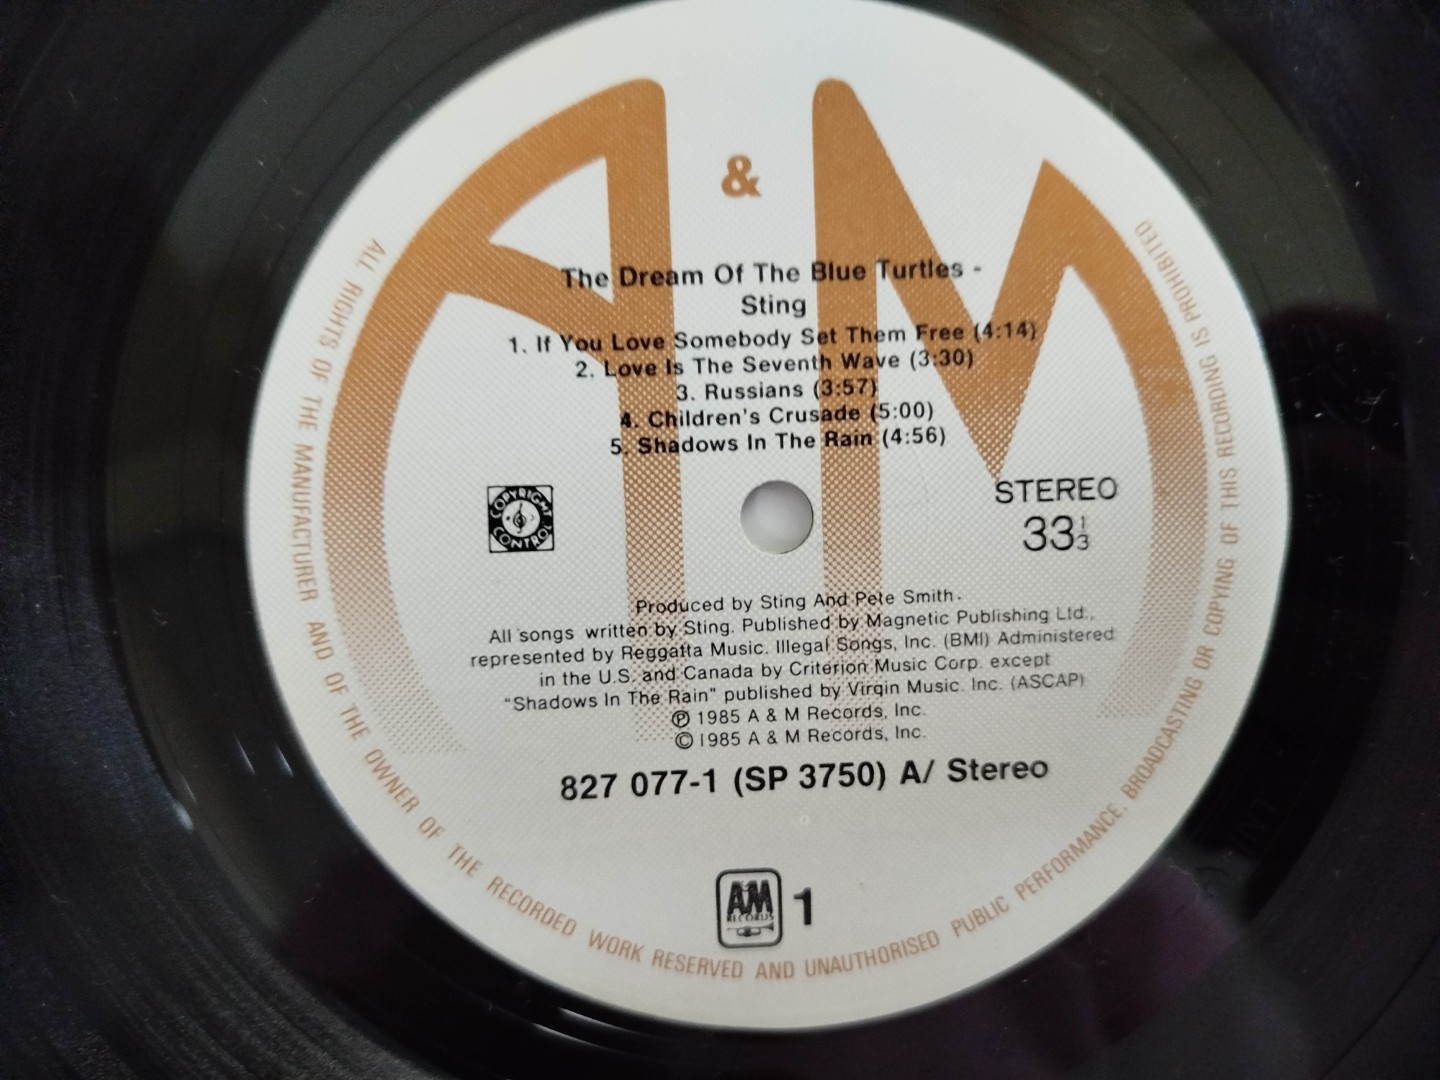 A & M
The Dream Of The Blue Turtles -
Sting
1. If You Love Somebody Set Them Free (4:14)
2. Love Is The Seventh Wave (3:30)
3. Russians (3:57)
4. Children's Crusade (5:00)
5. Shadows In The Rain (4:56)
COPYRIGHT CONTROL
STEREO
33 1/3
Produced by Sting And Pete Smith.
All songs written by Sting. Published by Magnetic Publishing Ltd.,
represented by Reggatta Music. Illegal Songs, Inc. (BMI) Administered
in the U.S. and Canada by Criterion Music Corp. except
"Shadows In The Rain" published by Virgin Music. Inc. (ASCAP)
℗ 1985 A & M Records, Inc.
© 1985 A & M Records, Inc.
827 077-1 (SP 3750) A/ Stereo
AM
RECORDS
1
ALL RIGHTS OF THE MANUFACTURER AND OF THE OWNER OF THE RECORDED WORK RESERVED AND UNAUTHORISED PUBLIC PERFORMANCE. BROADCASTING OR COPYING OF THIS RECORDING IS PROHIBITED